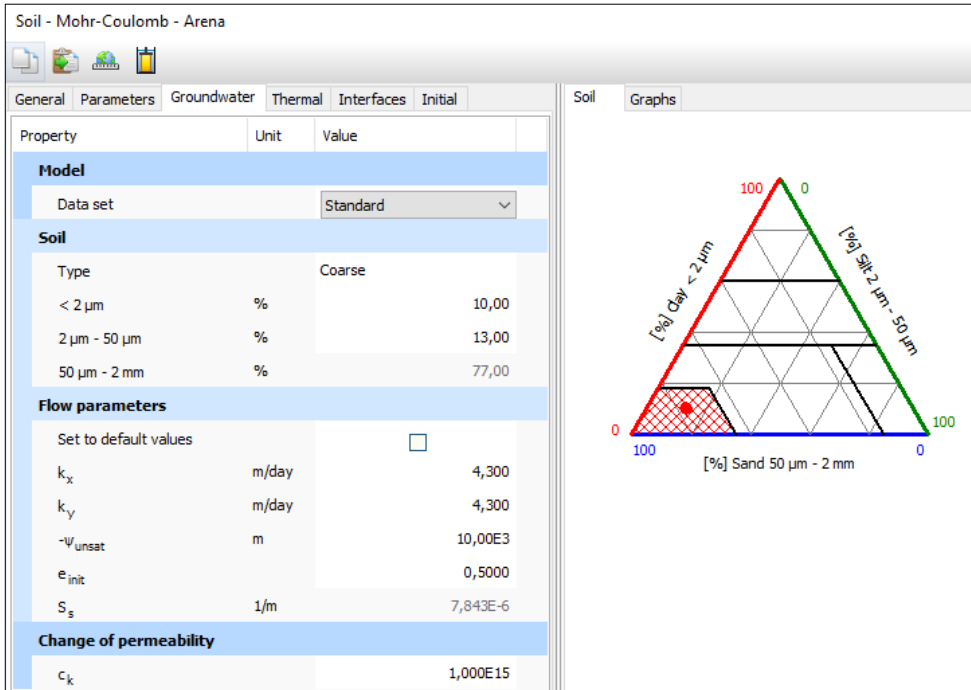 Soil - Mohr-Coulomb - Arena
General Parameters Groundwater Thermal Interfaces Initial
Property Unit Value
Model
Data set Standard
Soil
Type Coarse
< 2 µm % 10,00
2 µm - 50 µm % 13,00
50 µm - 2 mm % 77,00
Flow parameters
Set to default values
kx m/day 4,300
ky m/day 4,300
-ψunsat m 10,00E3
einit 0,5000
Ss 1/m 7,843E-6
Change of permeability
ck 1,000E15
Soil Graphs
100 0
[%] Clay < 2 µm
[%] Silt 2 µm - 50 µm
0 100
100 0
[%] Sand 50 µm - 2 mm